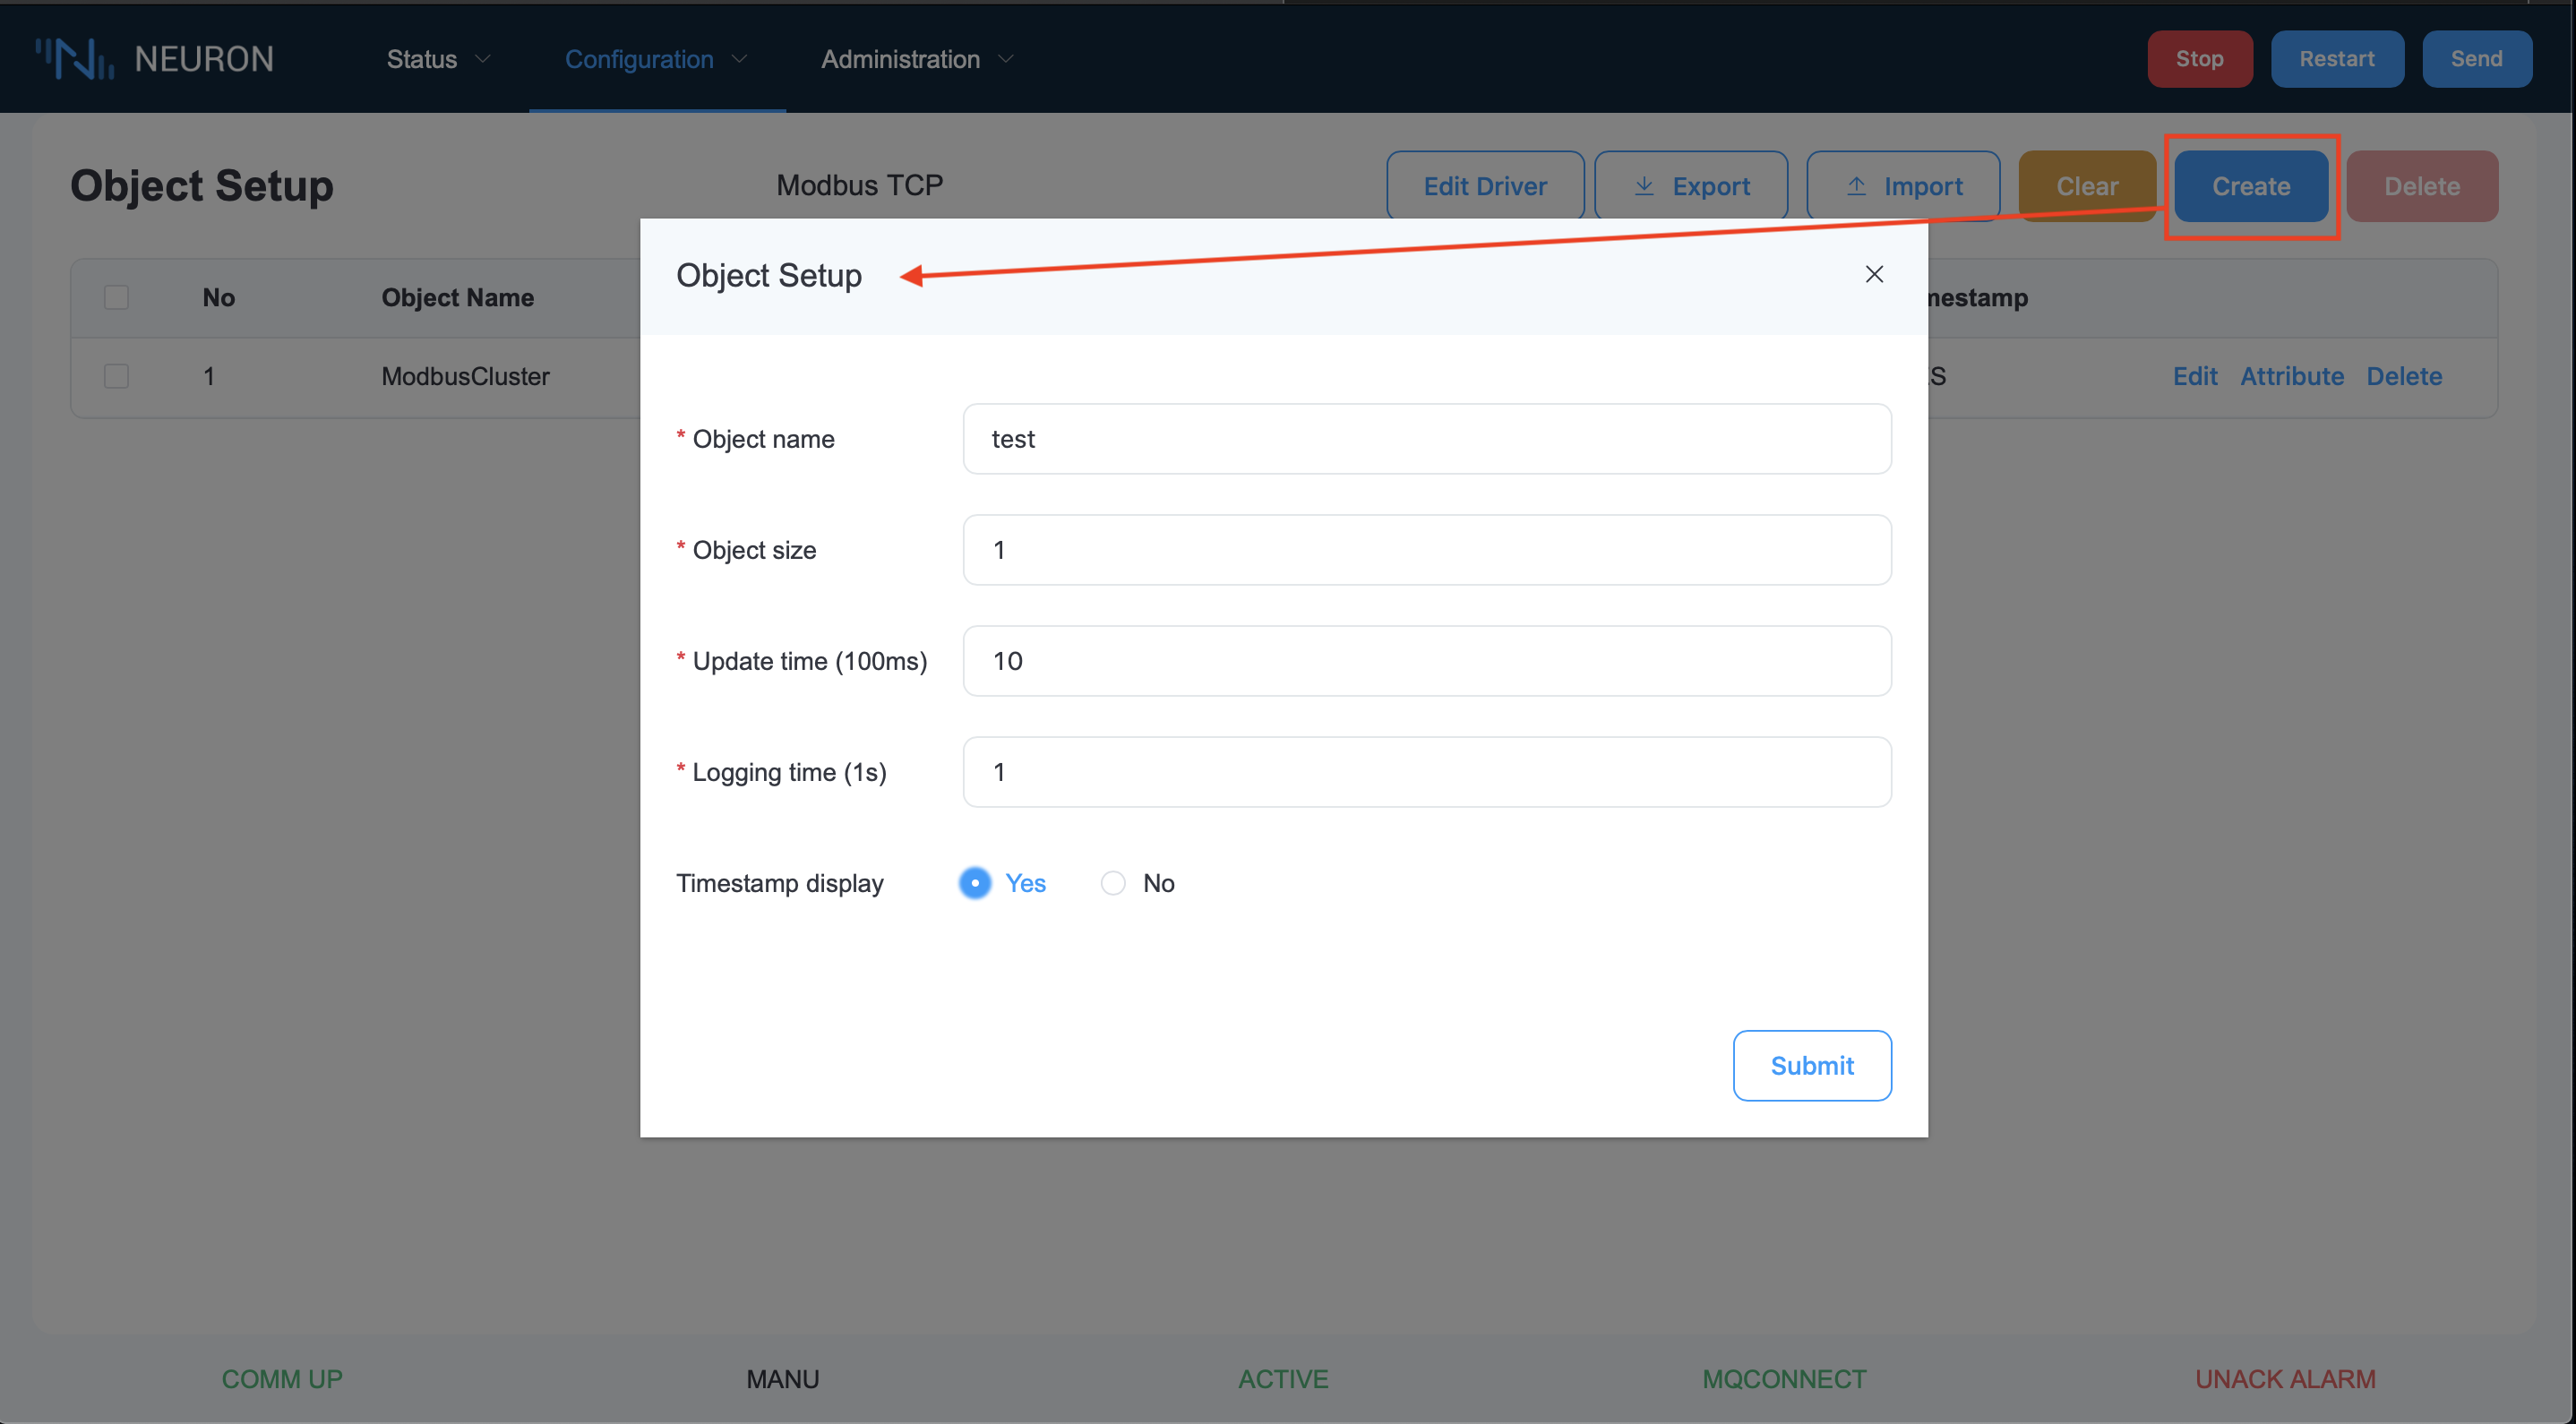 NEURON Status Configuration Administration Stop Restart Send
Object Setup Modbus TCP Edit Driver Export Import Clear Create Delete
Object Setup
No Object Name mestamp
1 ModbusCluster ES Edit Attribute Delete
* Object name test
* Object size 1
* Update time (100ms) 10
* Logging time (1s) 1
Timestamp display Yes No
Submit
COMM UP MANU ACTIVE MQCONNECT UNACK ALARM